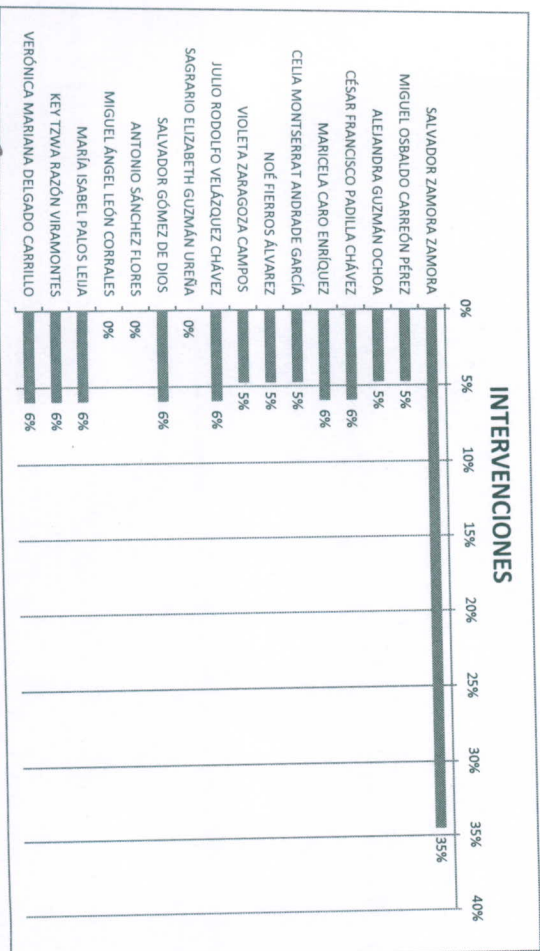 INTERVENCIONES
0% 5% 10% 15% 20% 25% 30% 35% 40%
SALVADOR ZAMORA ZAMORA 35%
MIGUEL OSBALDO CARREÓN PÉREZ 5%
ALEJANDRA GUZMÁN OCHOA 5%
CÉSAR FRANCISCO PADILLA CHÁVEZ 6%
MARICELA CARO ENRÍQUEZ 6%
CELIA MONTSERRAT ANDRADE GARCÍA 5%
NOÉ FIERROS ÁLVAREZ 5%
VIOLETA ZARAGOZA CAMPOS 5%
JULIO RODOLFO VELÁZQUEZ CHÁVEZ 6%
SAGRARIO ELIZABETH GUZMÁN UREÑA 0%
SALVADOR GÓMEZ DE DIOS 6%
ANTONIO SÁNCHEZ FLORES 0%
MIGUEL ÁNGEL LEÓN CORRALES 0%
MARÍA ISABEL PALOS LEIJA 6%
KEY TZWA RAZÓN VIRAMONTES 6%
VERÓNICA MARIANA DELGADO CARRILLO 6%